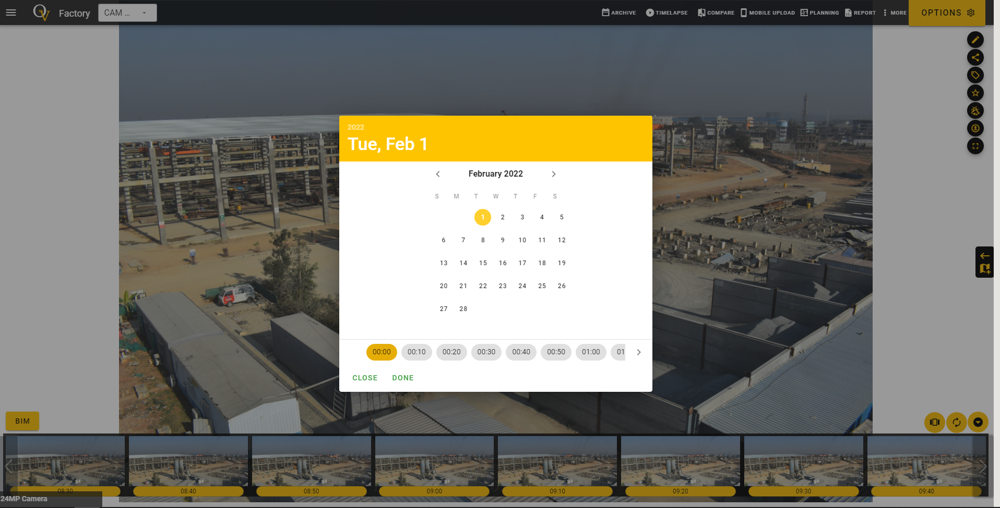 Factory
CAM ...
ARCHIVE
TIMELAPSE
COMPARE
MOBILE UPLOAD
PLANNING
REPORT
MORE
OPTIONS
2022
Tue, Feb 1
February 2022
S M T W T F S
1 2 3 4 5
6 7 8 9 10 11 12
13 14 15 16 17 18 19
20 21 22 23 24 25 26
27 28
00:00 00:10 00:20 00:30 00:40 00:50 01:00 01
CLOSE DONE
BIM
08:30 08:40 08:50 09:00 09:10 09:20 09:30 09:40
24MP Camera